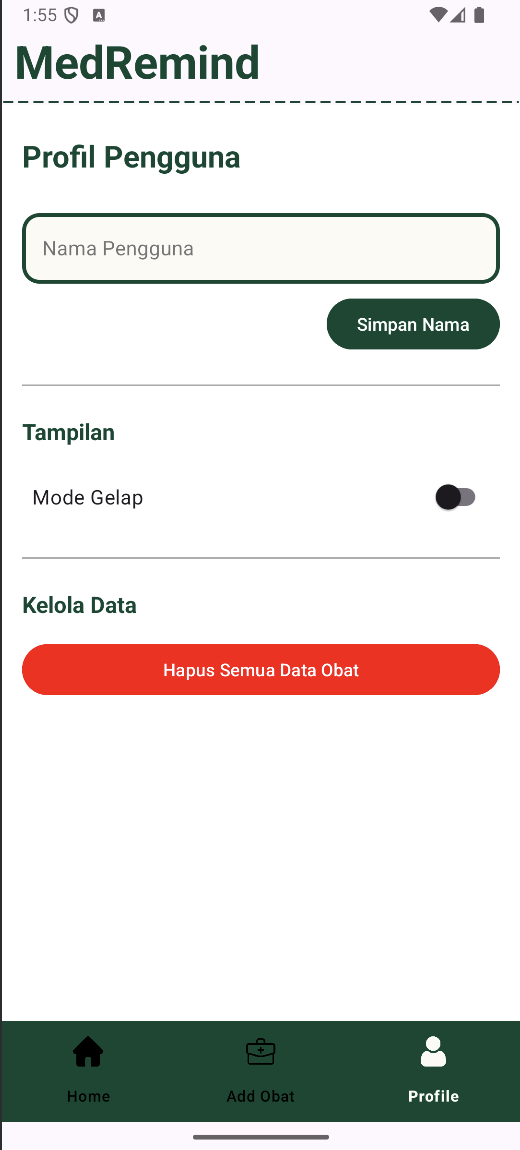 1:55
MedRemind
Profil Pengguna
Nama Pengguna
Simpan Nama
Tampilan
Mode Gelap
Kelola Data
Hapus Semua Data Obat
Home
Add Obat
Profile